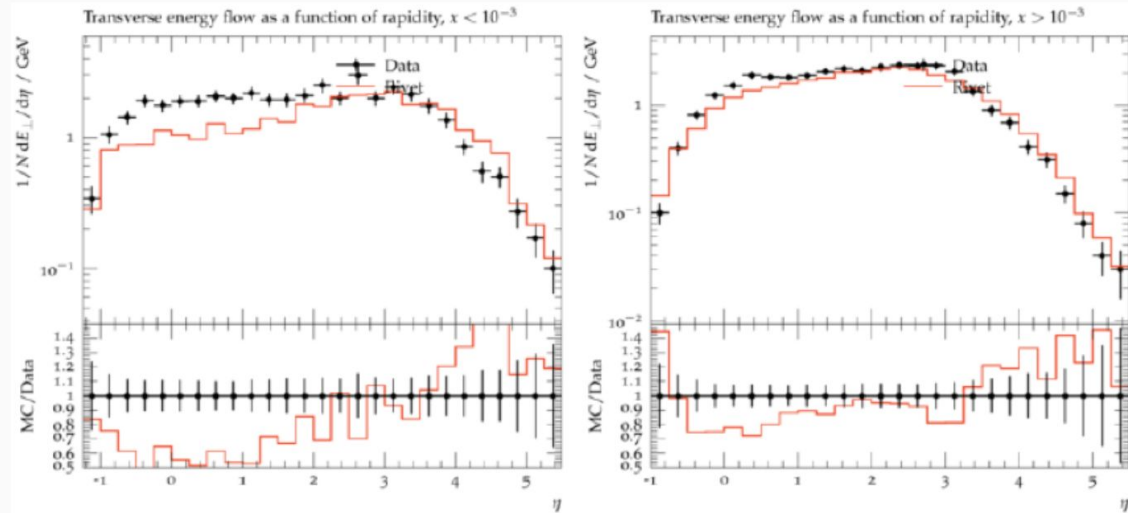 Transverse energy flow as a function of rapidity, x < 10⁻³
1/N dE⊥/dη / GeV
1
10⁻¹
Data
Rivet
MC/Data
1.4
1.3
1.2
1.1
1
0.9
0.8
0.7
0.6
0.5
-1 0 1 2 3 4 5
η
Transverse energy flow as a function of rapidity, x > 10⁻³
1/N dE⊥/dη / GeV
1
10⁻¹
10⁻²
Data
Rivet
MC/Data
1.4
1.3
1.2
1.1
1
0.9
0.8
0.7
0.6
0.5
-1 0 1 2 3 4 5
η